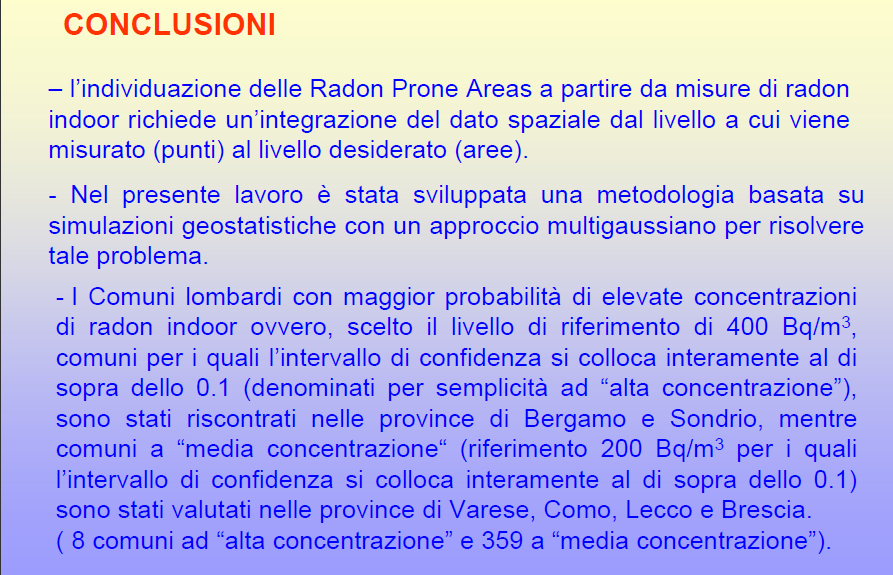 CONCLUSIONI
– l’individuazione delle Radon Prone Areas a partire da misure di radon
indoor richiede un’integrazione del dato spaziale dal livello a cui viene
misurato (punti) al livello desiderato (aree).
- Nel presente lavoro è stata sviluppata una metodologia basata su
simulazioni geostatistiche con un approccio multigaussiano per risolvere
tale problema.
- I Comuni lombardi con maggior probabilità di elevate concentrazioni
di radon indoor ovvero, scelto il livello di riferimento di 400 Bq/m³,
comuni per i quali l’intervallo di confidenza si colloca interamente al di
sopra dello 0.1 (denominati per semplicità ad “alta concentrazione”),
sono stati riscontrati nelle province di Bergamo e Sondrio, mentre
comuni a “media concentrazione“ (riferimento 200 Bq/m³ per i quali
l’intervallo di confidenza si colloca interamente al di sopra dello 0.1)
sono stati valutati nelle province di Varese, Como, Lecco e Brescia.
( 8 comuni ad “alta concentrazione” e 359 a “media concentrazione”).